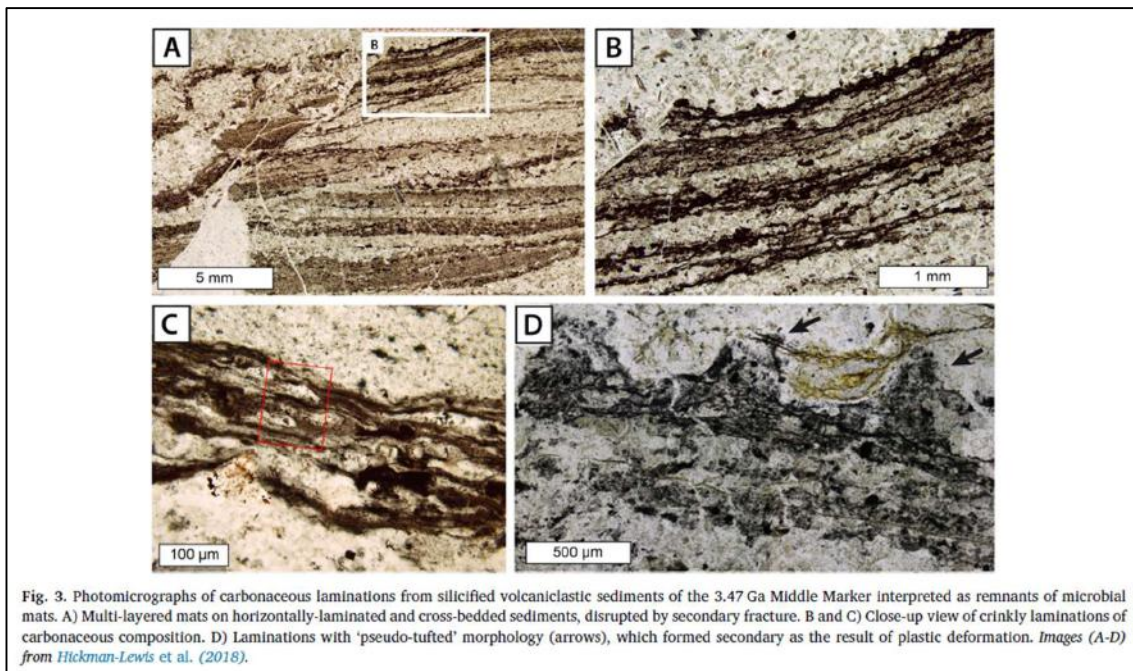 A
B
5 mm
B
1 mm
C
100 µm
D
500 µm
Fig. 3. Photomicrographs of carbonaceous laminations from silicified volcaniclastic sediments of the 3.47 Ga Middle Marker interpreted as remnants of microbial
mats. A) Multi-layered mats on horizontally-laminated and cross-bedded sediments, disrupted by secondary fracture. B and C) Close-up view of crinkly laminations of
carbonaceous composition. D) Laminations with ‘pseudo-tufted’ morphology (arrows), which formed secondary as the result of plastic deformation. Images (A-D)
from Hickman-Lewis et al. (2018).